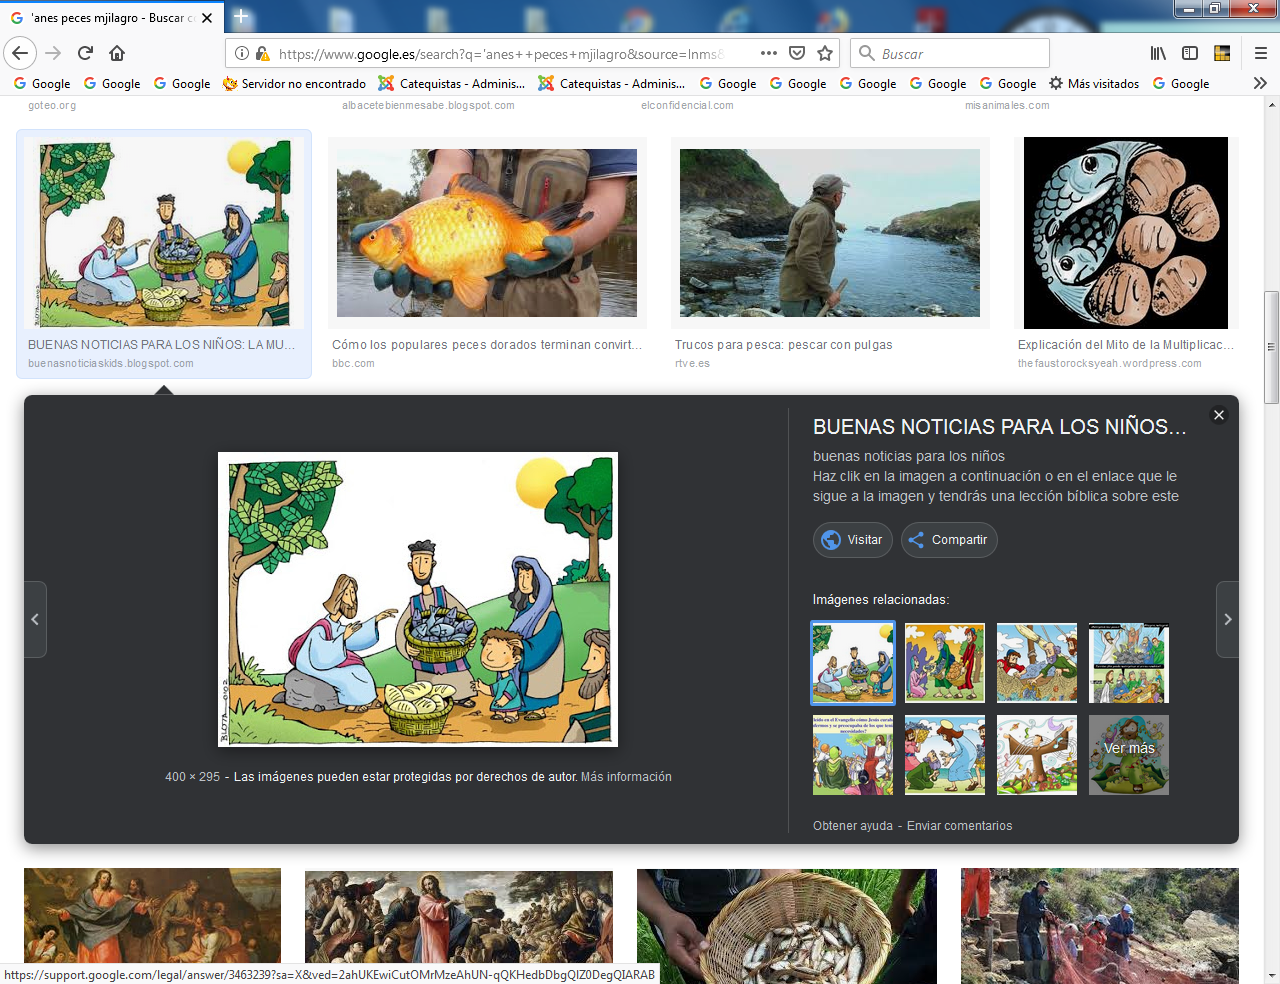 'anes peces mjilagro - Buscar c
https://www.google.es/search?q='anes++peces+mjilagro&source=lnms&
Buscar
Google
Google
Google
Servidor no encontrado
Catequistas - Adminis...
Catequistas - Adminis...
Google
Google
Google
Google
Google
Más visitados
Google
goteo.org
albacetebienmesabe.blogspot.com
elconfidencial.com
misanimales.com
BUENAS NOTICIAS PARA LOS NIÑOS: LA MU...
buenasnoticiaskids.blogspot.com
Cómo los populares peces dorados terminan convirt...
bbc.com
Trucos para pesca: pescar con pulgas
rtve.es
Explicación del Mito de la Multiplicac...
thefaustorocksyeah.wordpress.com
BUENAS NOTICIAS PARA LOS NIÑOS...
buenas noticias para los niños
Haz clik en la imagen a continuación o en el enlace que le
sigue a la imagen y tendrás una lección bíblica sobre este
Visitar
Compartir
Imágenes relacionadas:
Ver más
400 × 295 - Las imágenes pueden estar protegidas por derechos de autor. Más información
Obtener ayuda - Enviar comentarios
https://support.google.com/legal/answer/3463239?sa=X&ved=2ahUKEwiCutOMrMzeAhUN-qQKHedbDbgQIZ0DegQIARAB